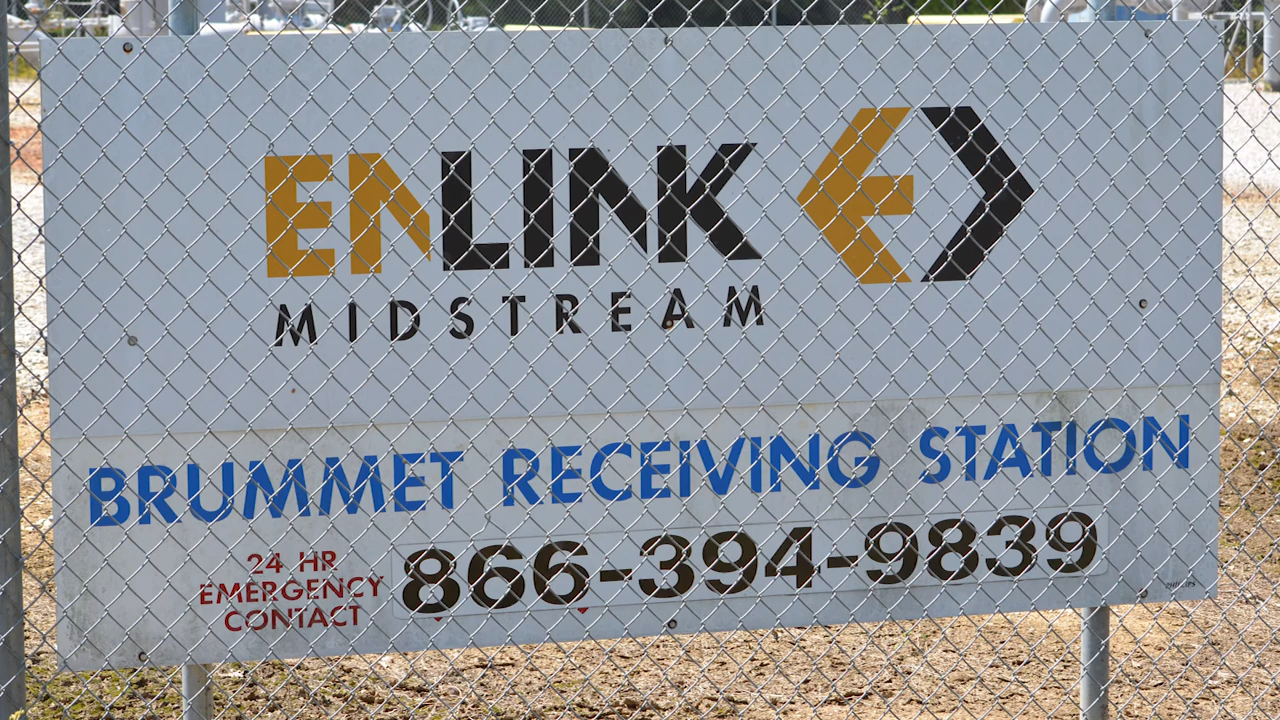 ENLINK
MIDSTREAM
BRUMMET RECEIVING STATION
24 HR
EMERGENCY
CONTACT
866-394-9839